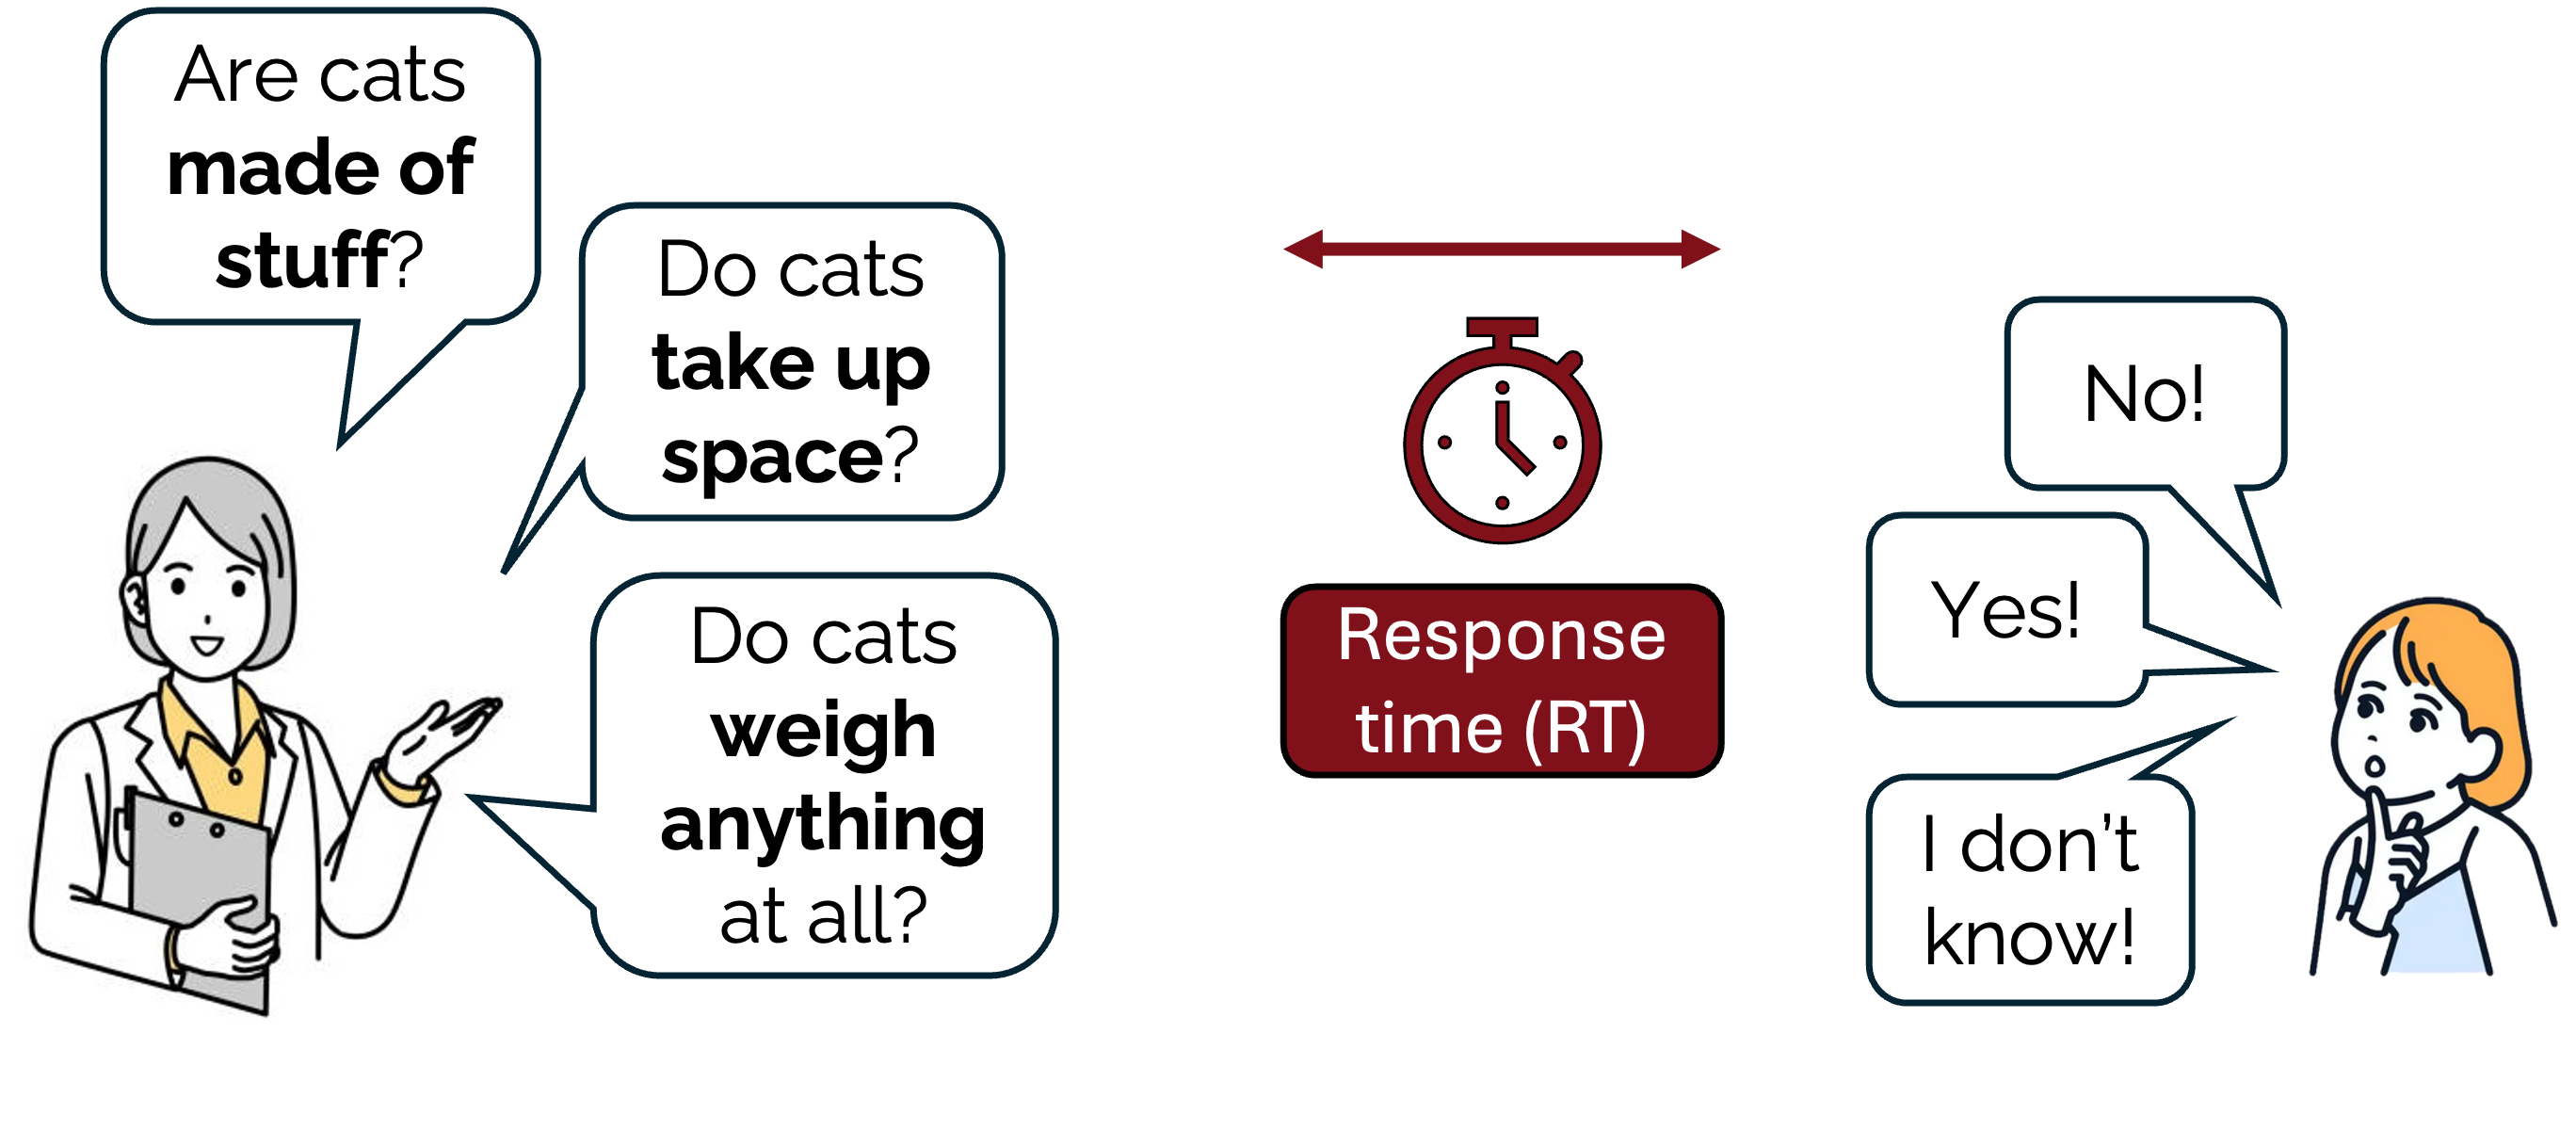 Are cats
made of
stuff?
Do cats
take up
space?
Do cats
weigh
anything
at all?
Response
time (RT)
No!
Yes!
I don't
know!